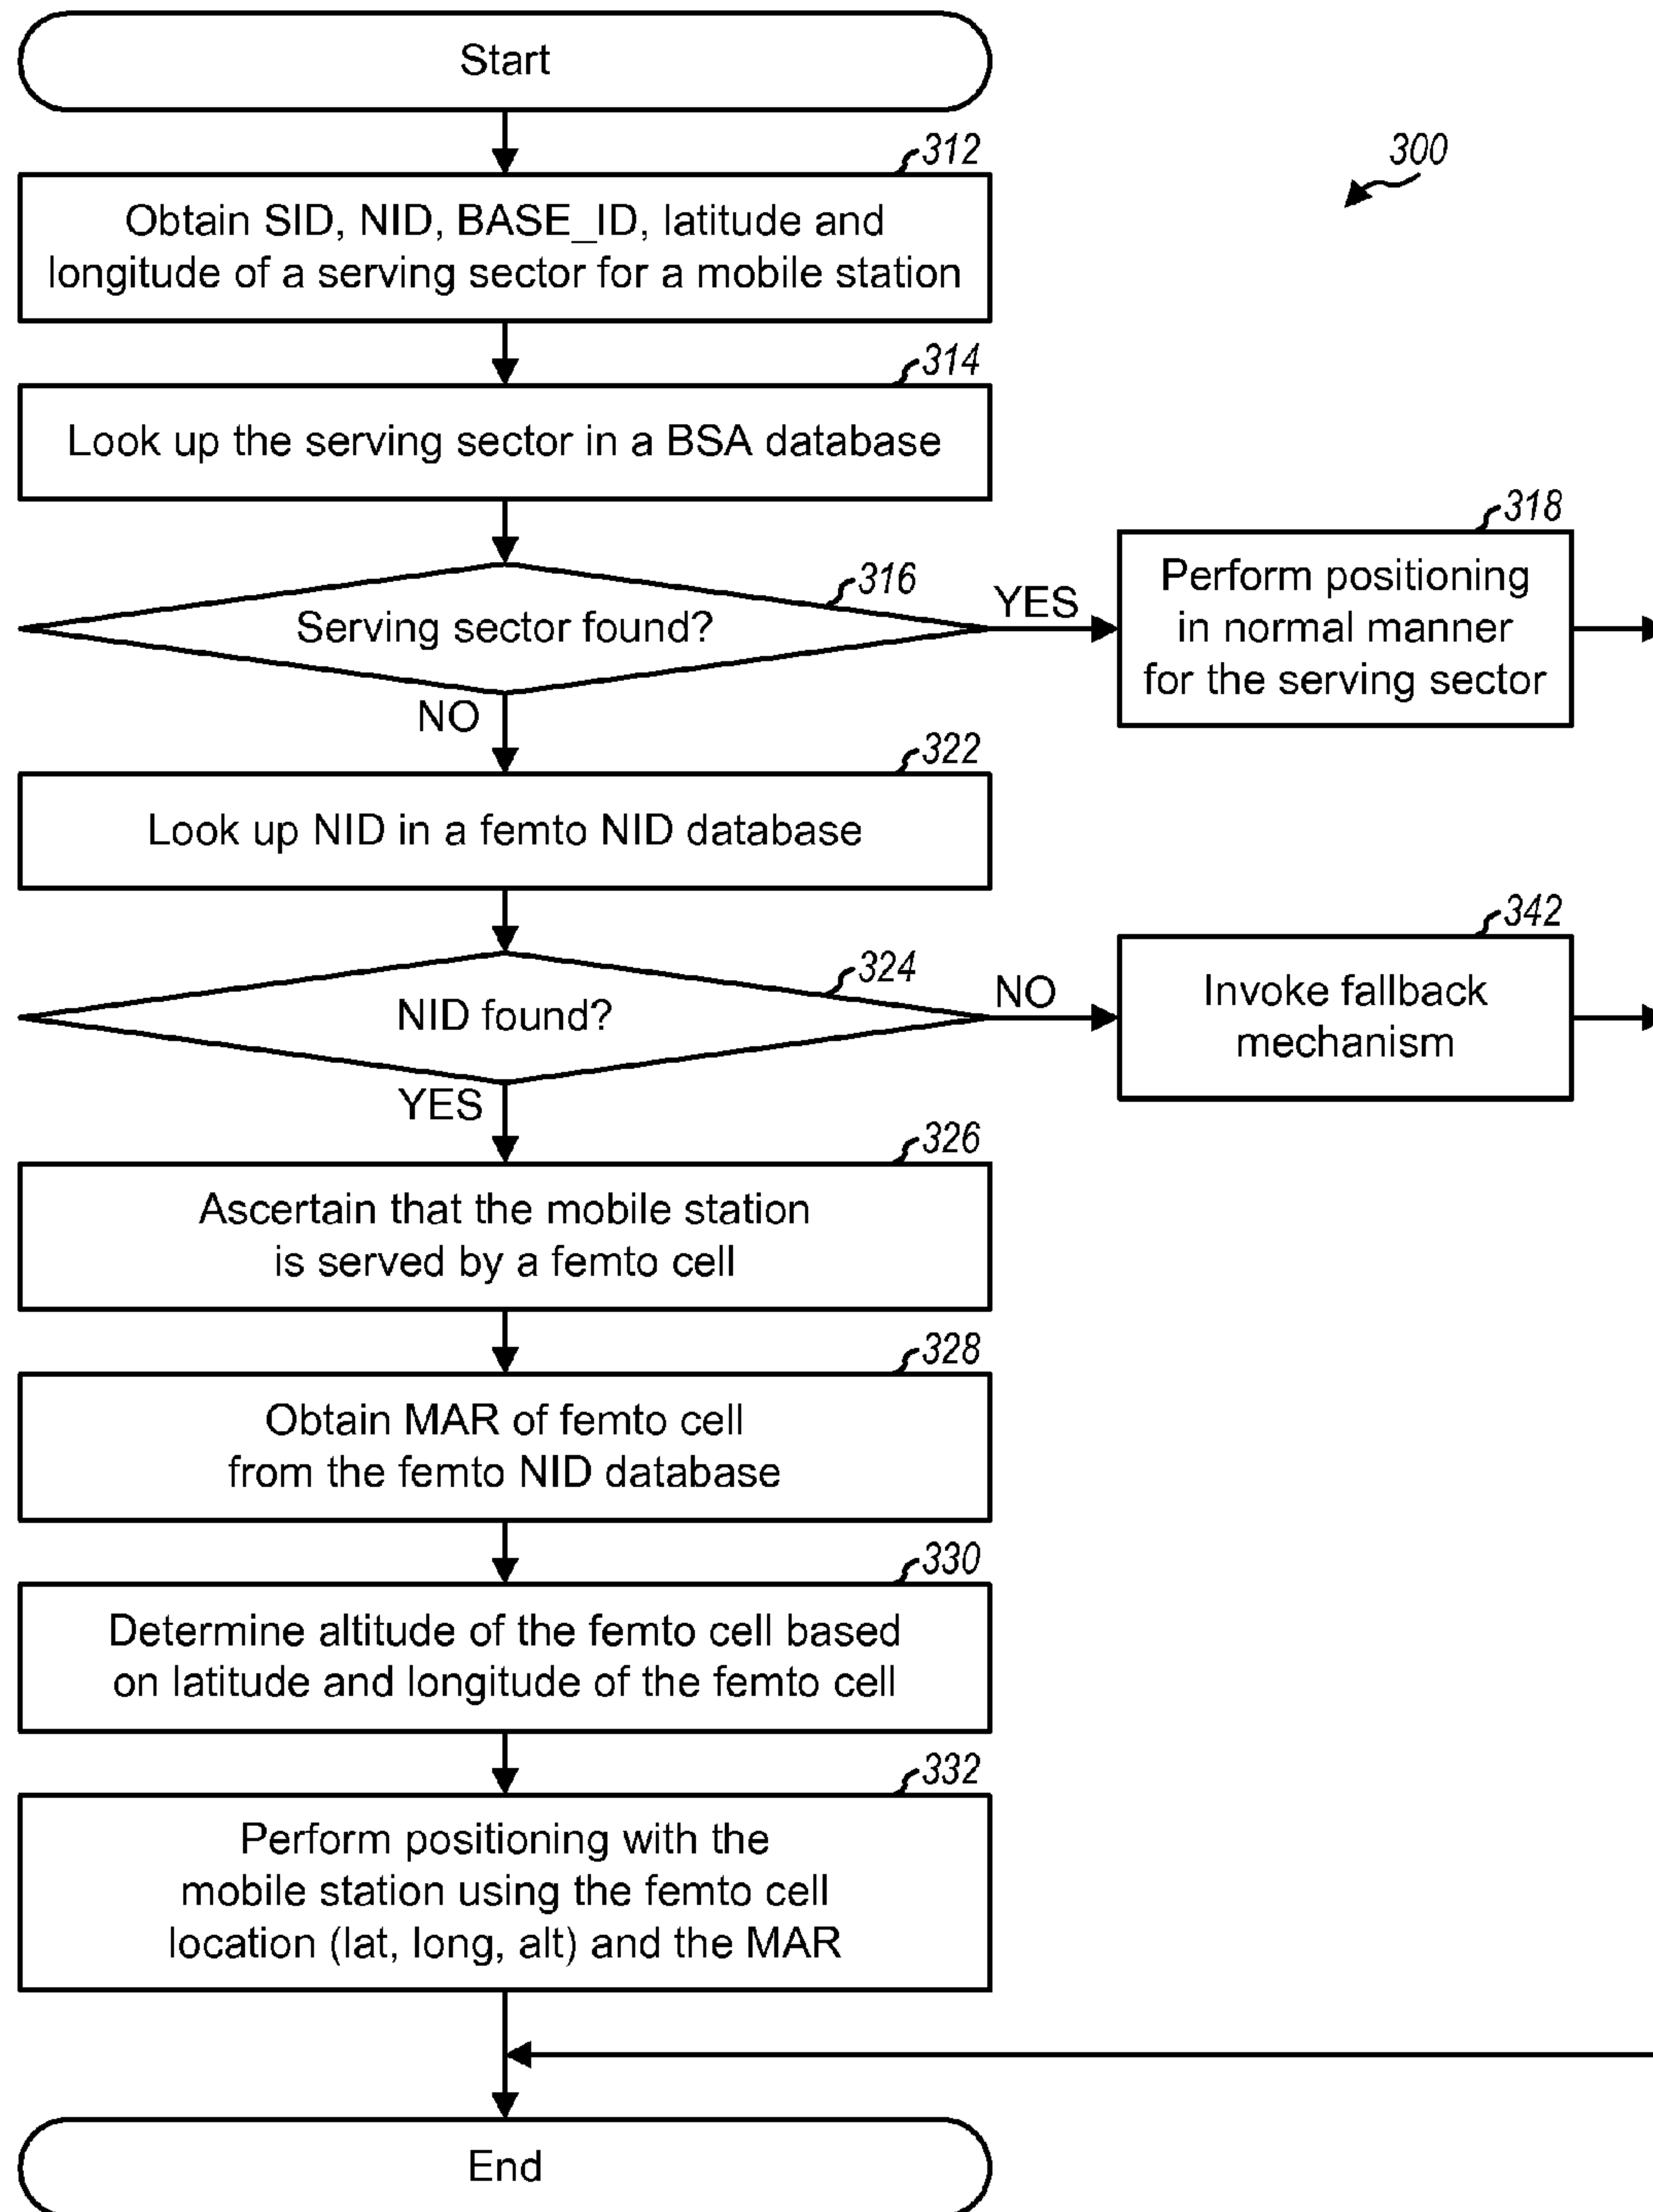 Start
300
312
Obtain SID, NID, BASE_ID, latitude and
longitude of a serving sector for a mobile station
314
Look up the serving sector in a BSA database
316
Serving sector found?
YES
318
Perform positioning
in normal manner
for the serving sector
NO
322
Look up NID in a femto NID database
324
NID found?
NO
342
Invoke fallback
mechanism
YES
326
Ascertain that the mobile station
is served by a femto cell
328
Obtain MAR of femto cell
from the femto NID database
330
Determine altitude of the femto cell based
on latitude and longitude of the femto cell
332
Perform positioning with the
mobile station using the femto cell
location (lat, long, alt) and the MAR
End